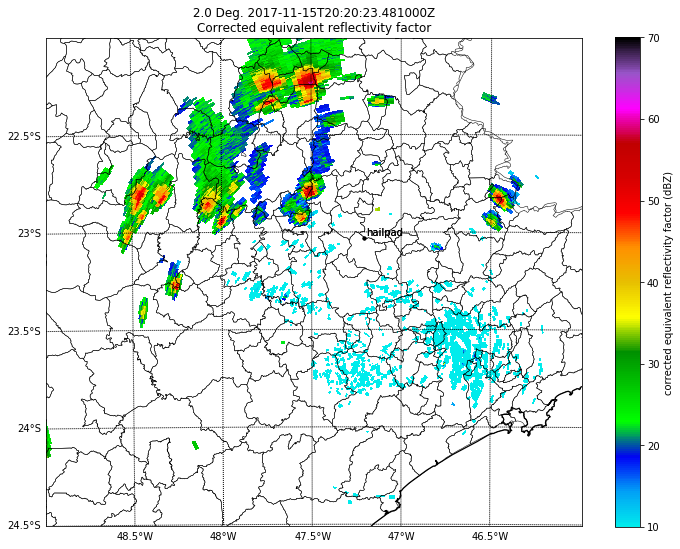 2.0 Deg. 2017-11-15T20:20:23.481000Z
Corrected equivalent reflectivity factor
22.5°S
23°S
23.5°S
24°S
24.5°S
48.5°W
48°W
47.5°W
47°W
46.5°W
hailpad
70
60
50
40
30
20
10
corrected equivalent reflectivity factor (dBZ)